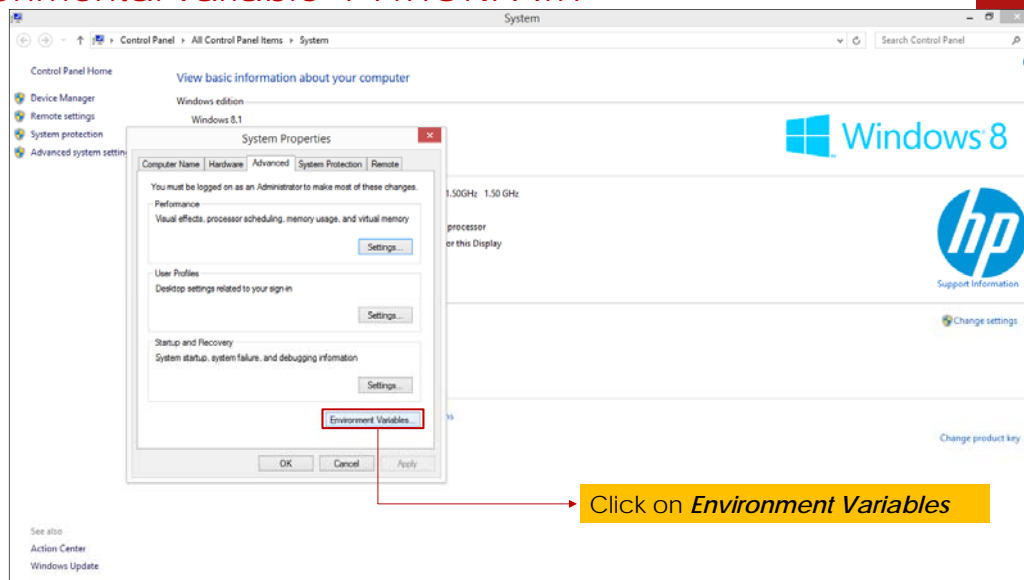 System
Control Panel ▸ All Control Panel Items ▸ System
Search Control Panel
Control Panel Home
Device Manager
Remote settings
System protection
Advanced system settin
View basic information about your computer
Windows edition
Windows 8.1
Windows 8
System Properties
Computer Name Hardware Advanced System Protection Remote
You must be logged on as an Administrator to make most of these changes.
Performance
Visual effects, processor scheduling, memory usage, and virtual memory
Settings...
User Profiles
Desktop settings related to your sign-in
Settings...
Startup and Recovery
System startup, system failure, and debugging information
Settings...
Environment Variables...
OK Cancel Apply
1.50GHz 1.50 GHz
processor
or this Display
hp
Support Information
Change settings
ns
Change product key
Click on Environment Variables
See also
Action Center
Windows Update